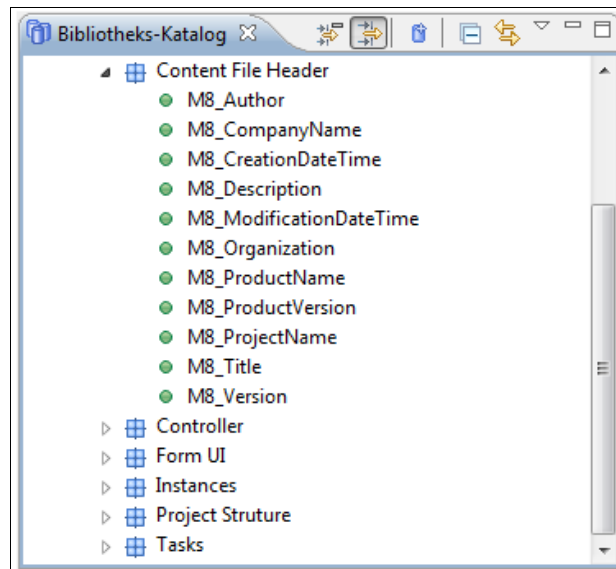 Bibliotheks-Katalog
Content File Header
M8_Author
M8_CompanyName
M8_CreationDateTime
M8_Description
M8_ModificationDateTime
M8_Organization
M8_ProductName
M8_ProductVersion
M8_ProjectName
M8_Title
M8_Version
Controller
Form UI
Instances
Project Struture
Tasks